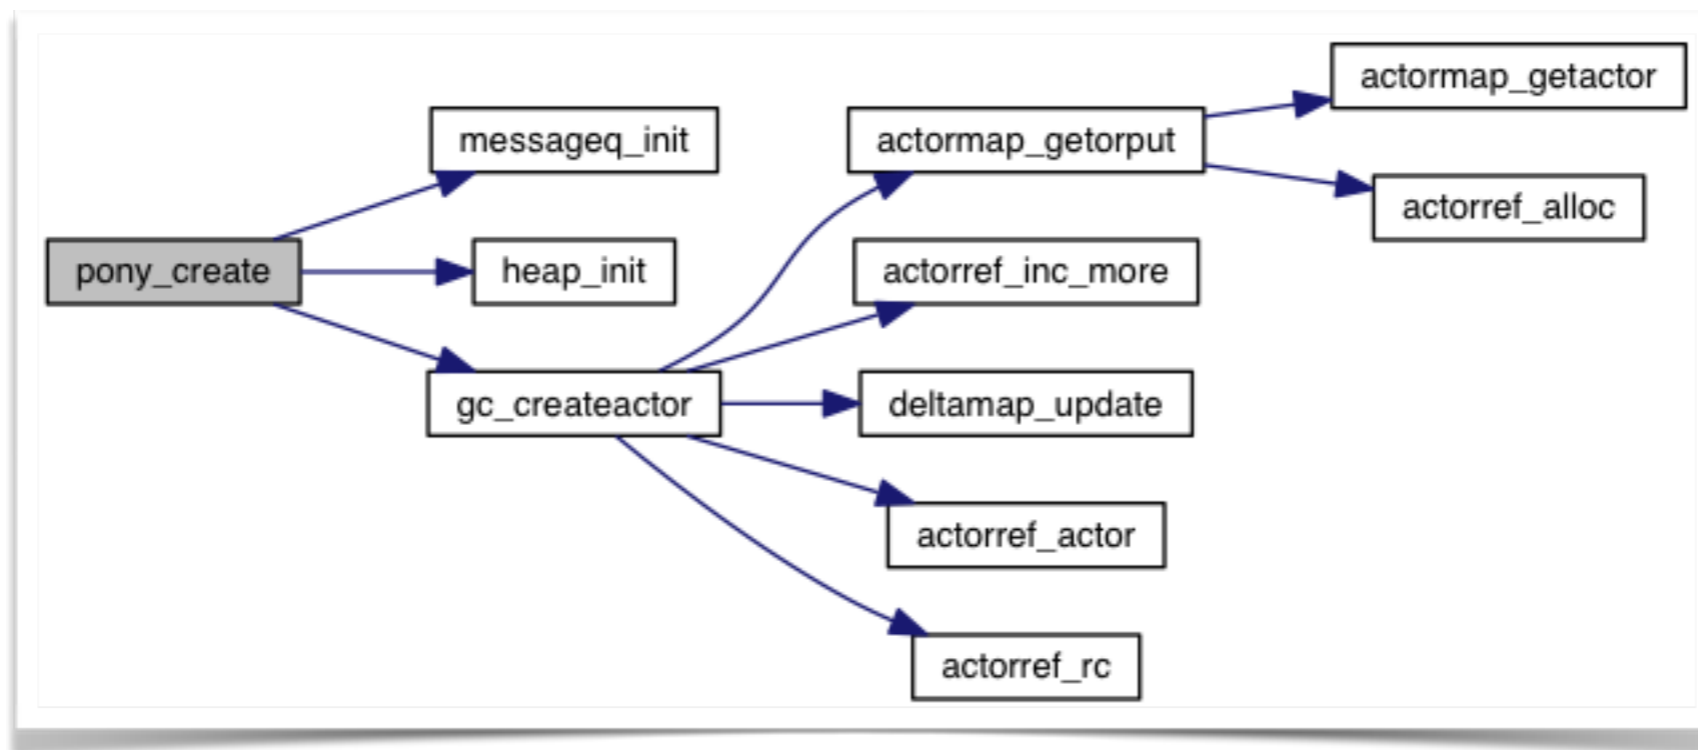 pony_create
messageq_init
heap_init
gc_createactor
actormap_getorput
actorref_inc_more
deltamap_update
actorref_actor
actorref_rc
actormap_getactor
actorref_alloc